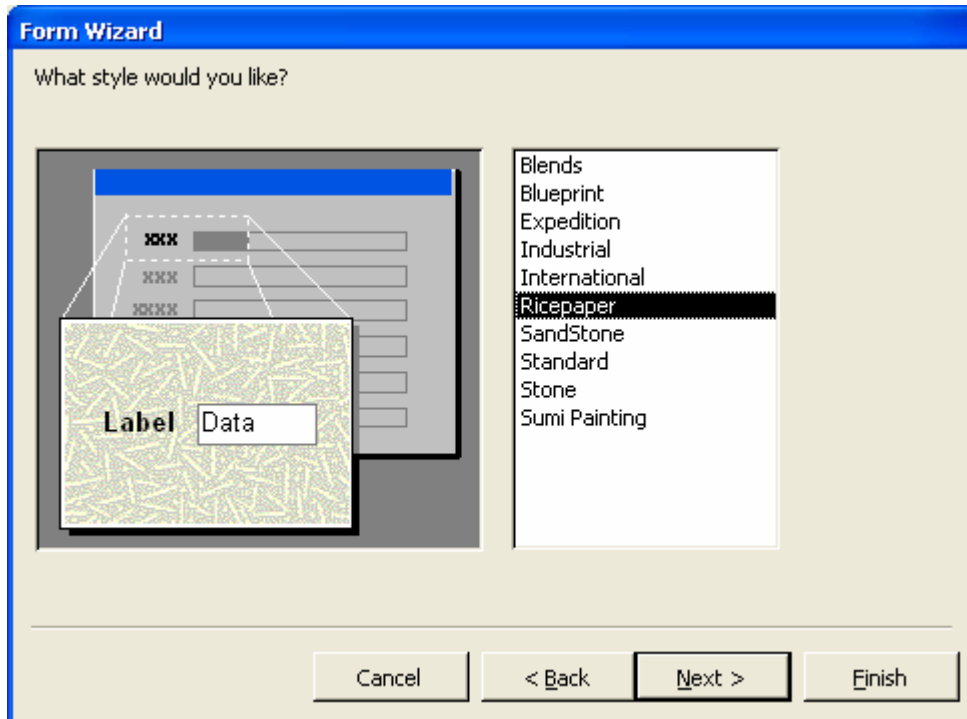 Form Wizard
What style would you like?
xxx
xxx
xxxx
Label Data
Blends
Blueprint
Expedition
Industrial
International
Ricepaper
SandStone
Standard
Stone
Sumi Painting
Cancel < Back Next > Finish